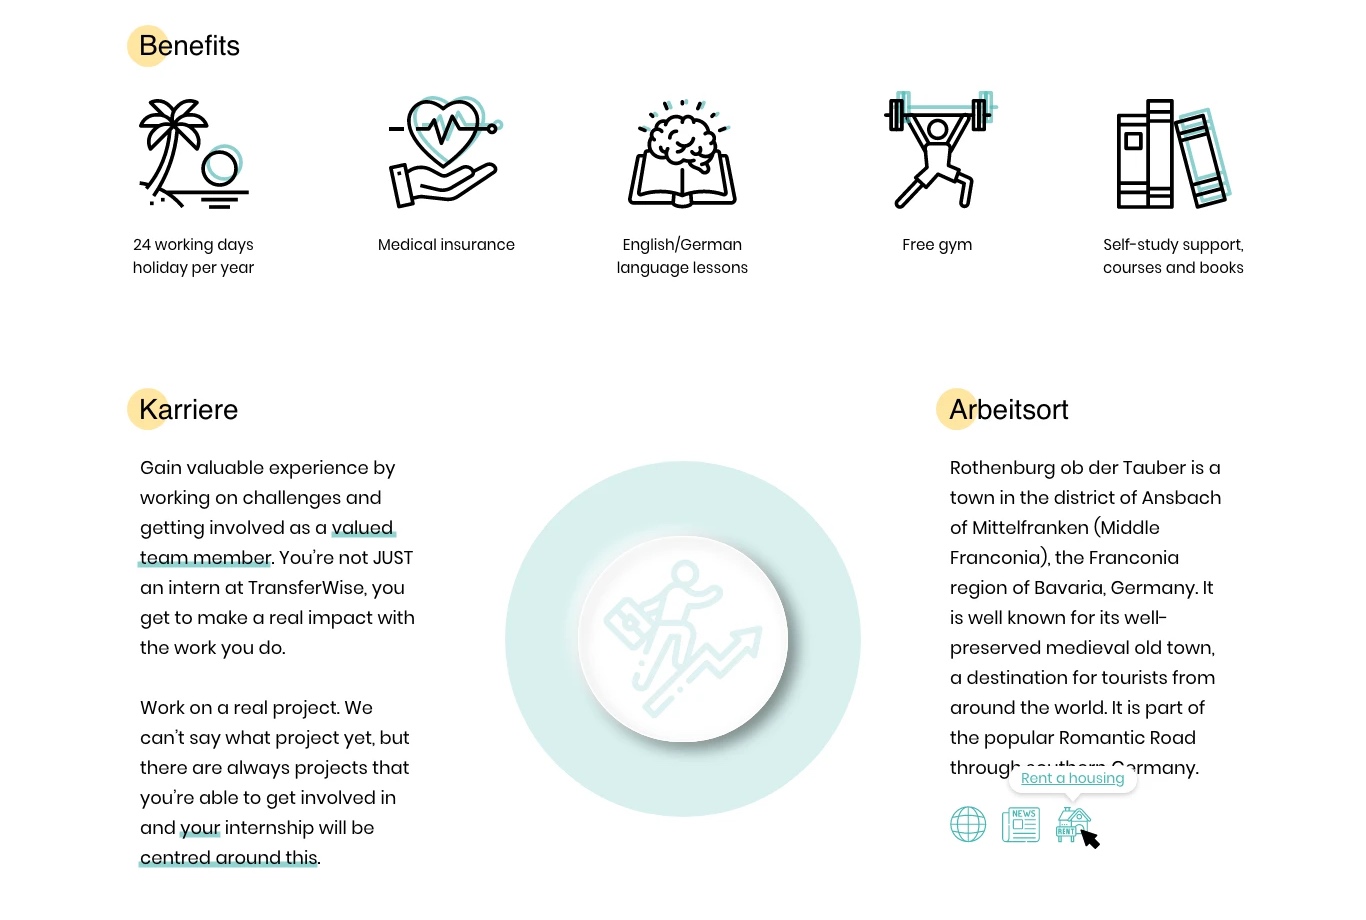 Benefits
24 working days
holiday per year
Medical insurance
English/German
language lessons
Free gym
Self-study support,
courses and books
Karriere
Gain valuable experience by
working on challenges and
getting involved as a valued
team member. You're not JUST
an intern at TransferWise, you
get to make a real impact with
the work you do.
Work on a real project. We
can't say what project yet, but
there are always projects that
you're able to get involved in
and your internship will be
centred around this.
Arbeitsort
Rothenburg ob der Tauber is a
town in the district of Ansbach
of Mittelfranken (Middle
Franconia), the Franconia
region of Bavaria, Germany. It
is well known for its well-
preserved medieval old town,
a destination for tourists from
around the world. It is part of
the popular Romantic Road
through southern Germany.
Rent a housing
NEWS
RENT